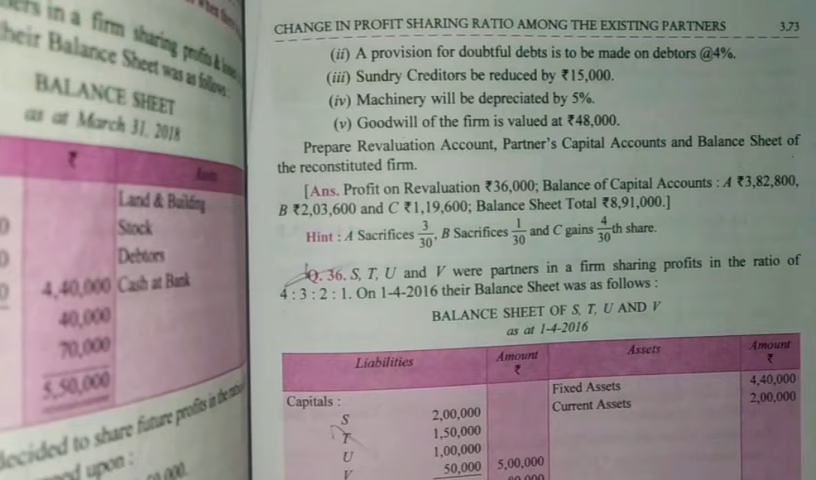 ers in a firm sharing profits &
heir Balance Sheet was as follows:
BALANCE SHEET
as at March 31, 2018
₹ Assets
Land & Building
Stock
Debtors
4,40,000 Cash at Bank
40,000
70,000
5,50,000
decided to share future profits in the
upon :
CHANGE IN PROFIT SHARING RATIO AMONG THE EXISTING PARTNERS 3.73
(ii) A provision for doubtful debts is to be made on debtors @4%.
(iii) Sundry Creditors be reduced by ₹15,000.
(iv) Machinery will be depreciated by 5%.
(v) Goodwill of the firm is valued at ₹48,000.
Prepare Revaluation Account, Partner's Capital Accounts and Balance Sheet of
the reconstituted firm.
[Ans. Profit on Revaluation ₹36,000; Balance of Capital Accounts : A ₹3,82,800,
B ₹2,03,600 and C ₹1,19,600; Balance Sheet Total ₹8,91,000.]
Hint : A Sacrifices 3/30, B Sacrifices 1/30 and C gains 4/30th share.
Q. 36. S, T, U and V were partners in a firm sharing profits in the ratio of
4 : 3 : 2 : 1. On 1-4-2016 their Balance Sheet was as follows :
BALANCE SHEET OF S, T, U AND V
as at 1-4-2016
Liabilities Amount ₹ Assets Amount ₹
Capitals : Fixed Assets 4,40,000
S 2,00,000 Current Assets 2,00,000
T 1,50,000
U 1,00,000
V 50,000 5,00,000